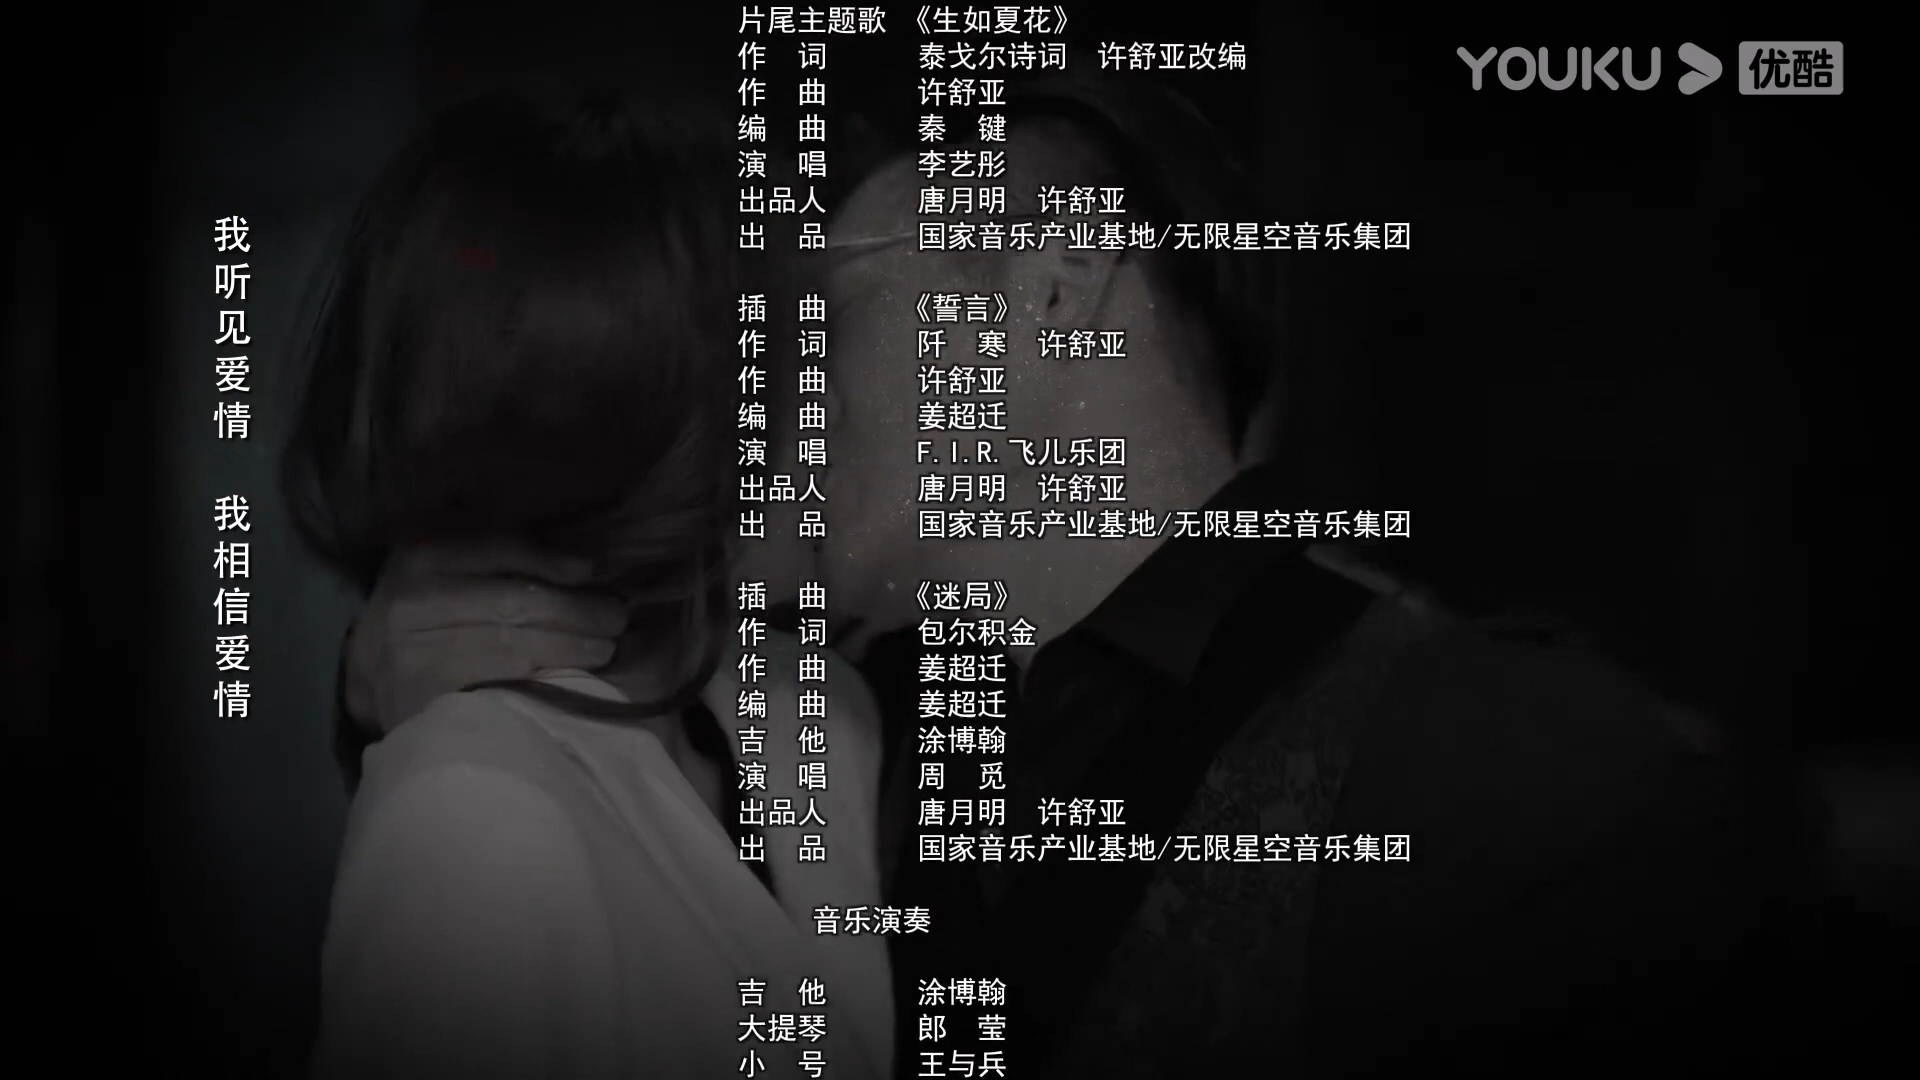 片尾主题歌 《生如夏花》
作 词 泰戈尔诗词 许舒亚改编
作 曲 许舒亚
编 曲 秦 键
演 唱 李艺彤
出品人 唐月明 许舒亚
出 品 国家音乐产业基地/无限星空音乐集团
插 曲 《誓言》
作 词 阡 寒 许舒亚
作 曲 许舒亚
编 曲 姜超迁
演 唱 F.I.R.飞儿乐团
出品人 唐月明 许舒亚
出 品 国家音乐产业基地/无限星空音乐集团
插 曲 《迷局》
作 词 包尔积金
作 曲 姜超迁
编 曲 姜超迁
吉 他 涂博翰
演 唱 周 觅
出品人 唐月明 许舒亚
出 品 国家音乐产业基地/无限星空音乐集团
音乐演奏
吉 他 涂博翰
大提琴 郎 莹
小 号 王与兵
我听见爱情 我相信爱情
YOUKU 优酷